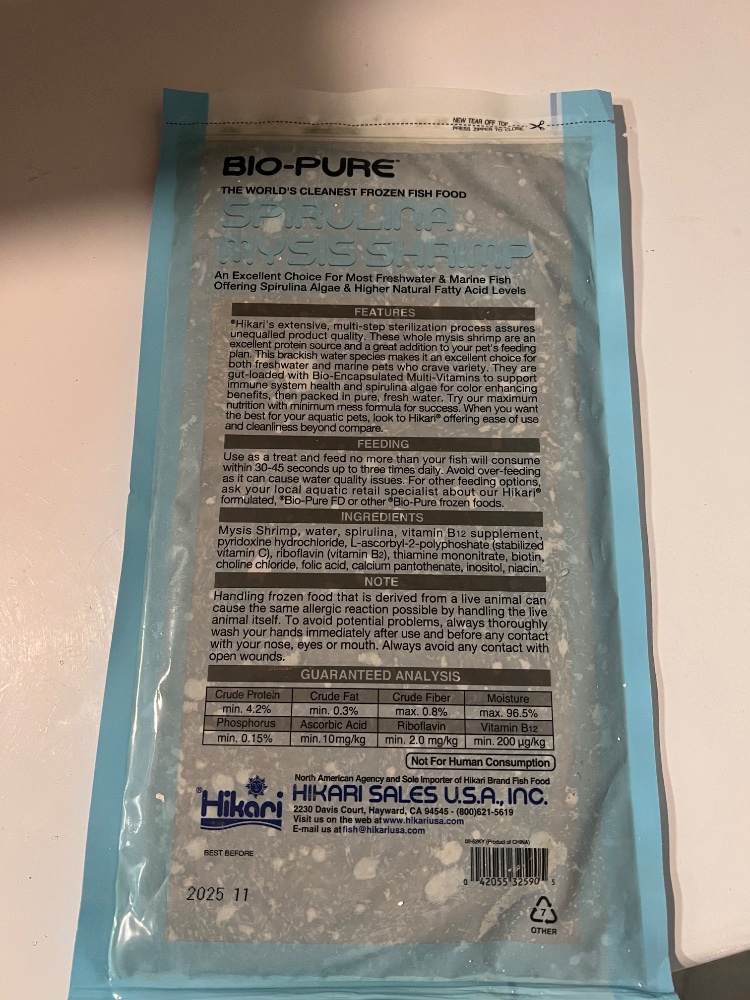 NEW TEAR OFF TOP
PRESS ZIPPER TO CLOSE
BIO-PURE™
THE WORLD'S CLEANEST FROZEN FISH FOOD
SPIRULINA
MYSIS SHRIMP
An Excellent Choice For Most Freshwater & Marine Fish
Offering Spirulina Algae & Higher Natural Fatty Acid Levels
FEATURES
®Hikari's extensive, multi-step sterilization process assures
unequalled product quality. These whole mysis shrimp are an
excellent protein source and a great addition to your pet's feeding
plan. This brackish water species makes it an excellent choice for
both freshwater and marine pets who crave variety. They are
gut-loaded with Bio-Encapsulated Multi-Vitamins to support
immune system health and spirulina algae for color enhancing
benefits, then packed in pure, fresh water. Try our maximum
nutrition with minimum mess formula for success. When you want
the best for your aquatic pets, look to Hikari® offering ease of use
and cleanliness beyond compare.
FEEDING
Use as a treat and feed no more than your fish will consume
within 30-45 seconds up to three times daily. Avoid over-feeding
as it can cause water quality issues. For other feeding options,
ask your local aquatic retail specialist about our Hikari®
formulated, ®Bio-Pure FD or other ®Bio-Pure frozen foods.
INGREDIENTS
Mysis Shrimp, water, spirulina, vitamin B12 supplement,
pyridoxine hydrochloride, L-ascorbyl-2-polyphoshate (stabilized
vitamin C), riboflavin (vitamin B2), thiamine mononitrate, biotin,
choline chloride, folic acid, calcium pantothenate, inositol, niacin.
NOTE
Handling frozen food that is derived from a live animal can
cause the same allergic reaction possible by handling the live
animal itself. To avoid potential problems, always thoroughly
wash your hands immediately after use and before any contact
with your nose, eyes or mouth. Always avoid any contact with
open wounds.
GUARANTEED ANALYSIS
Crude Protein Crude Fat Crude Fiber Moisture
min. 4.2% min. 0.3% max. 0.8% max. 96.5%
Phosphorus Ascorbic Acid Riboflavin Vitamin B12
min. 0.15% min.10mg/kg min. 2.0 mg/kg min. 200 µg/kg
Not For Human Consumption
North American Agency and Sole Importer of Hikari Brand Fish Food
®Hikari HIKARI SALES U.S.A., INC.
2230 Davis Court, Hayward, CA 94545 - (800)621-5619
Visit us on the web at www.hikariusa.com
E-mail us at fish@hikariusa.com
(Product of CHINA)
BEST BEFORE
0 42055 32590 5
2025 11
7
OTHER